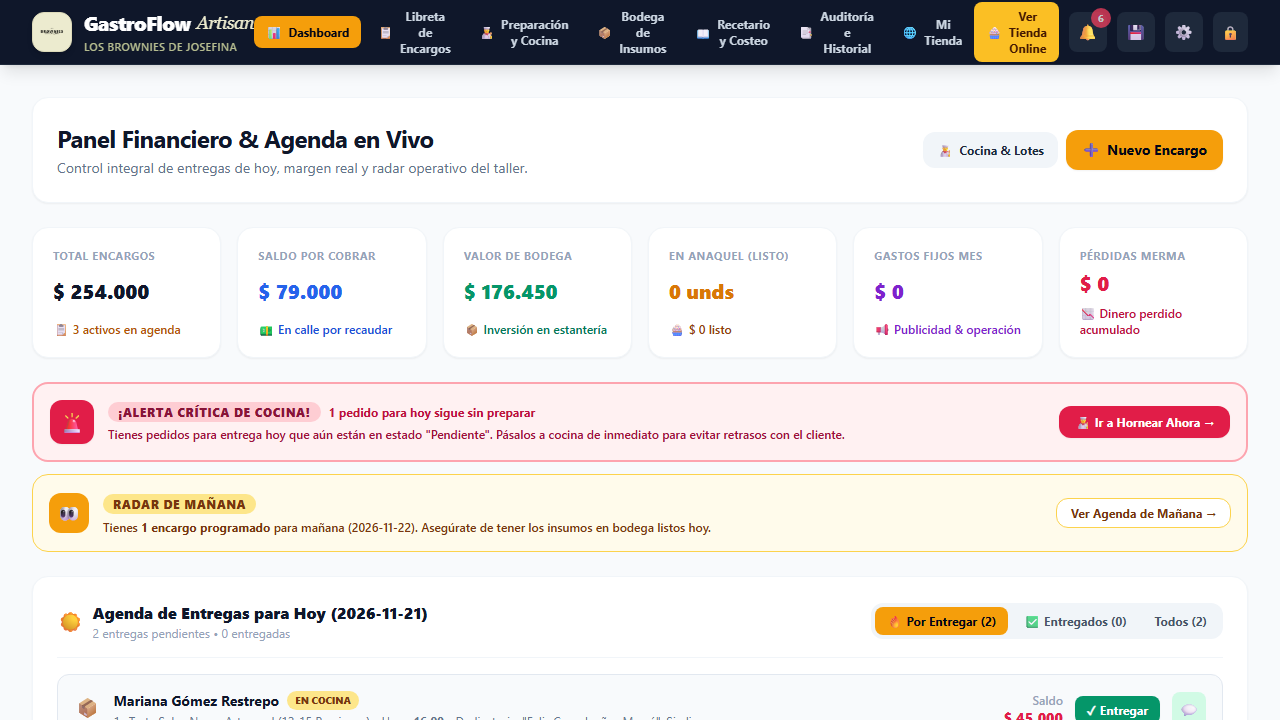 GastroFlow Artisan
LOS BROWNIES DE JOSEFINA
Dashboard
Libreta de Encargos
Preparación y Cocina
Bodega de Insumos
Recetario y Costeo
Auditoría e Historial
Mi Tienda
Ver Tienda Online
6
Panel Financiero & Agenda en Vivo
Control integral de entregas de hoy, margen real y radar operativo del taller.
Cocina & Lotes
Nuevo Encargo
TOTAL ENCARGOS
$ 254.000
3 activos en agenda
SALDO POR COBRAR
$ 79.000
En calle por recaudar
VALOR DE BODEGA
$ 176.450
Inversión en estantería
EN ANAQUEL (LISTO)
0 unds
$ 0 listo
GASTOS FIJOS MES
$ 0
Publicidad & operación
PÉRDIDAS MERMA
$ 0
Dinero perdido acumulado
¡ALERTA CRÍTICA DE COCINA! 1 pedido para hoy sigue sin preparar
Tienes pedidos para entrega hoy que aún están en estado "Pendiente". Pásalos a cocina de inmediato para evitar retrasos con el cliente.
Ir a Hornear Ahora →
RADAR DE MAÑANA
Tienes 1 encargo programado para mañana (2026-11-22). Asegúrate de tener los insumos en bodega listos hoy.
Ver Agenda de Mañana →
Agenda de Entregas para Hoy (2026-11-21)
2 entregas pendientes • 0 entregadas
Por Entregar (2)
Entregados (0)
Todos (2)
Mariana Gómez Restrepo EN COCINA
Saldo
$ 45.000
✓ Entregar